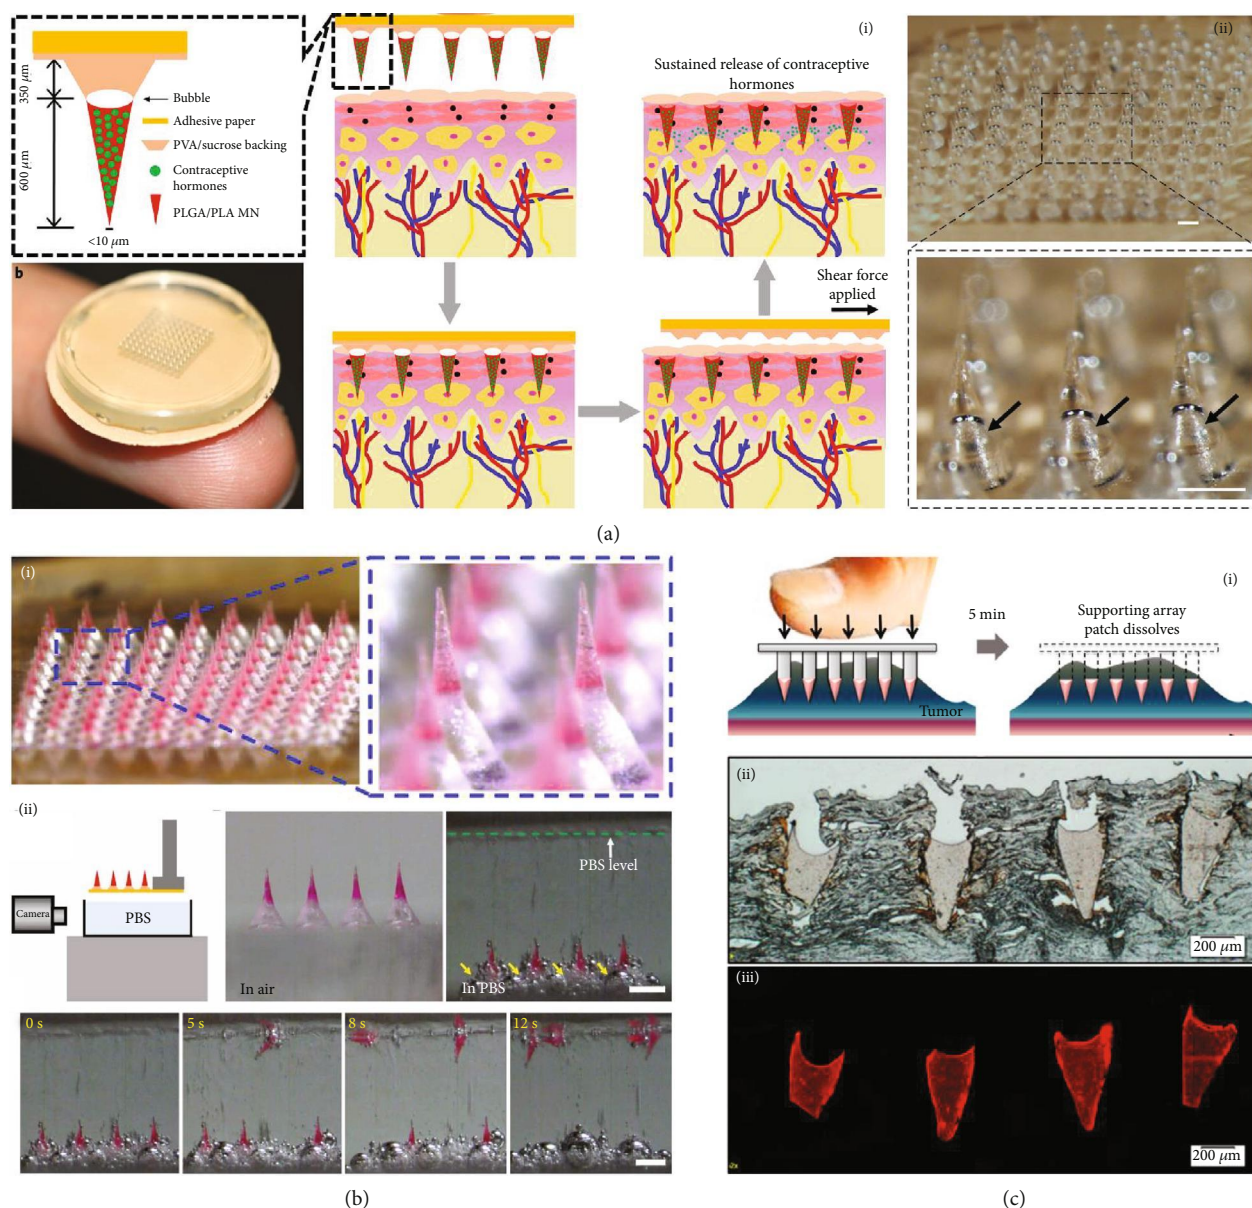 350 μm
600 μm
Bubble
Adhesive paper
PVA/sucrose backing
Contraceptive
hormones
PLGA/PLA MN
<10 μm
b
(i)
Sustained release of contraceptive
hormones
Shear force
applied
(ii)
(a)
(i)
(ii)
Camera
PBS
In air
PBS level
In PBS
0 s
5 s
8 s
12 s
(b)
(i)
5 min
Supporting array
patch dissolves
Tumor
(ii)
200 μm
(iii)
200 μm
(c)